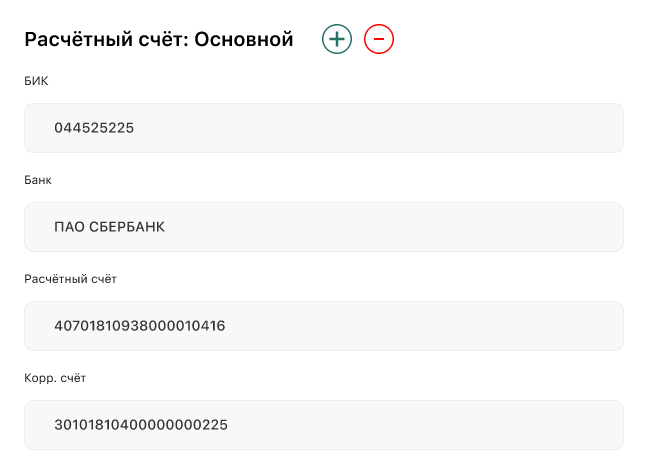 Расчётный счёт: Основной
БИК
044525225
Банк
ПАО СБЕРБАНК
Расчётный счёт
40701810938000010416
Корр. счёт
30101810400000000225